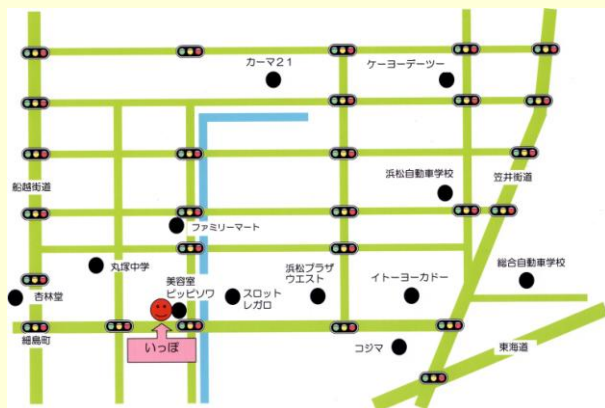 カーマ２１
ケーヨーデーツー
船越街道
浜松自動車学校
笠井街道
ファミリーマート
丸塚中学
美容室
ビッピソワ
スロット
レガロ
浜松プラザ
ウエスト
イトーヨーカドー
総合自動車学校
杏林堂
細島町
いっぽ
コジマ
東海道